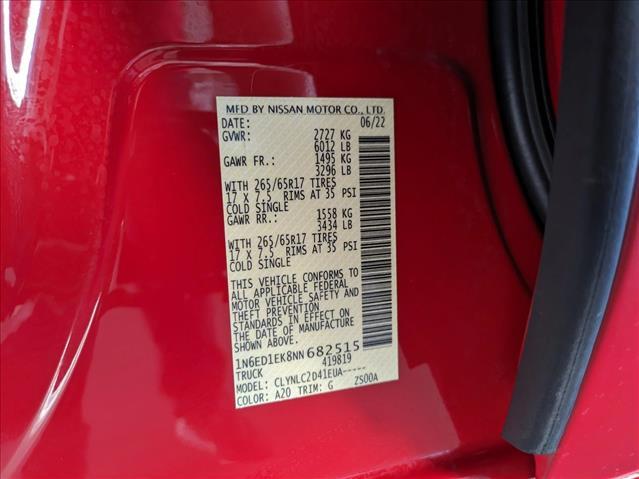 MFD BY NISSAN MOTOR CO., LTD.
DATE: 06/22
GVWR: 2727 KG
6012 LB
GAWR FR.: 1495 KG
3296 LB
WITH 265/65R17 TIRES
17 X 7.5 RIMS AT 35 PSI
COLD SINGLE
GAWR RR.: 1558 KG
3434 LB
WITH 265/65R17 TIRES
17 X 7.5 RIMS AT 35 PSI
COLD SINGLE
THIS VEHICLE CONFORMS TO
ALL APPLICABLE FEDERAL
MOTOR VEHICLE SAFETY AND
THEFT PREVENTION
STANDARDS IN EFFECT ON
THE DATE OF MANUFACTURE
SHOWN ABOVE.
1N6ED1EK8NN682515
TRUCK 419819
MODEL: CLYNLC2D41EUA-----
COLOR: A20 TRIM: G ZS00A